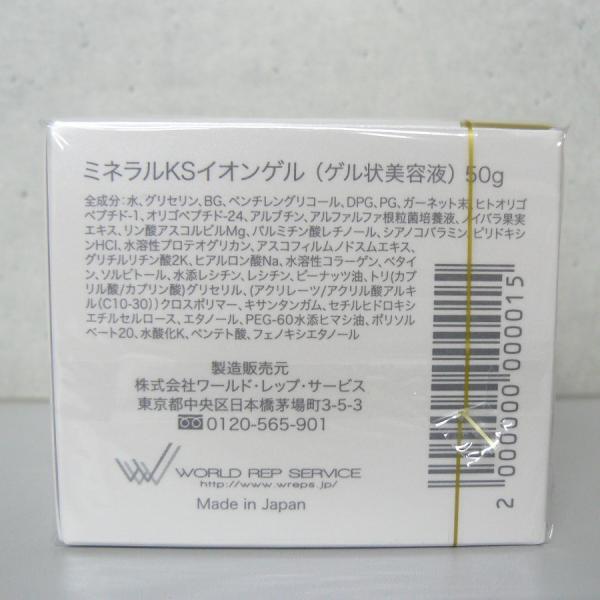 ミネラルKSイオンゲル（ゲル状美容液）50g
全成分：水、グリセリン、BG、ペンチレングリコール、DPG、PG、ガーネット末、ヒトオリゴ
ペプチド-1、オリゴペプチド-24、アルブチン、アルファルファ根粒菌培養液、ノイバラ果実
エキス、リン酸アスコルビルMg、パルミチン酸レチノール、シアノコバラミン、ピリドキシ
ンHCl、水溶性プロテオグリカン、アスコフィルムノドスムエキス、
グリチルリチン酸2K、ヒアルロン酸Na、水溶性コラーゲン、ベタイ
ン、ソルビトール、水添レシチン、レシチン、ピーナッツ油、トリ(カプ
リル酸/カプリン酸)グリセリル、(アクリレーツ/アクリル酸アルキ
ル(C10-30))クロスポリマー、キサンタンガム、セチルヒドロキシ
エチルセルロース、エタノール、PEG-60水添ヒマシ油、ポリソル
ベート20、水酸化K、ペンテト酸、フェノキシエタノール
製造販売元
株式会社ワールド・レップ・サービス
東京都中央区日本橋茅場町3-5-3
0120-565-901
WORLD REP SERVICE
http://www.wreps.jp/
Made in Japan
2 000000 000015